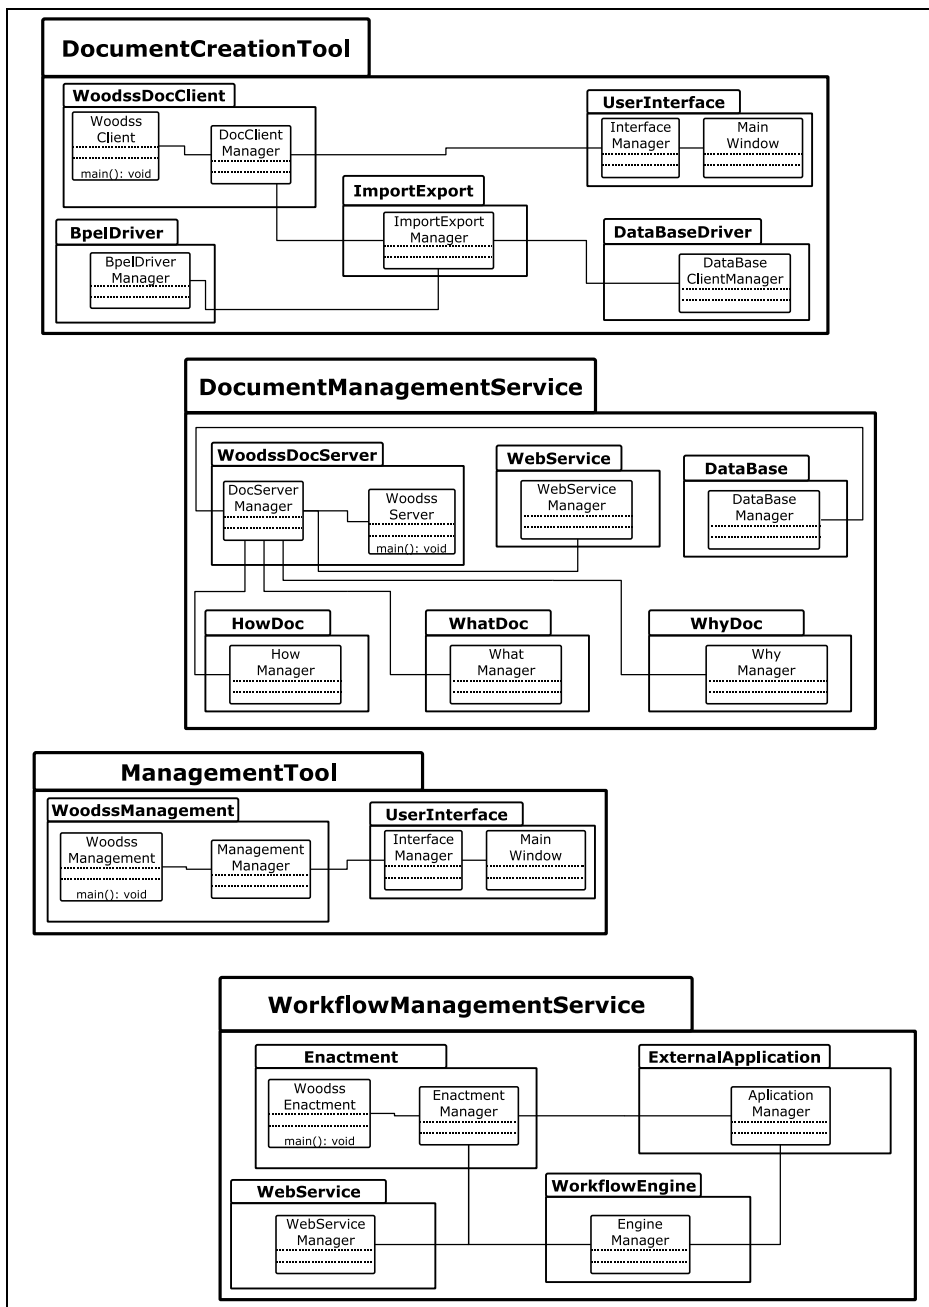 DocumentCreationTool
WoodssDocClient
Woodss
Client
main(): void
DocClient
Manager
UserInterface
Interface
Manager
Main
Window
ImportExport
ImportExport
Manager
BpelDriver
BpelDriver
Manager
DataBaseDriver
DataBase
ClientManager
DocumentManagementService
WoodssDocServer
DocServer
Manager
Woodss
Server
main(): void
WebService
WebService
Manager
DataBase
DataBase
Manager
HowDoc
How
Manager
WhatDoc
What
Manager
WhyDoc
Why
Manager
ManagementTool
WoodssManagement
Woodss
Management
main(): void
Management
Manager
UserInterface
Interface
Manager
Main
Window
WorkflowManagementService
Enactment
Woodss
Enactment
main(): void
Enactment
Manager
ExternalApplication
Aplication
Manager
WebService
WebService
Manager
WorkflowEngine
Engine
Manager